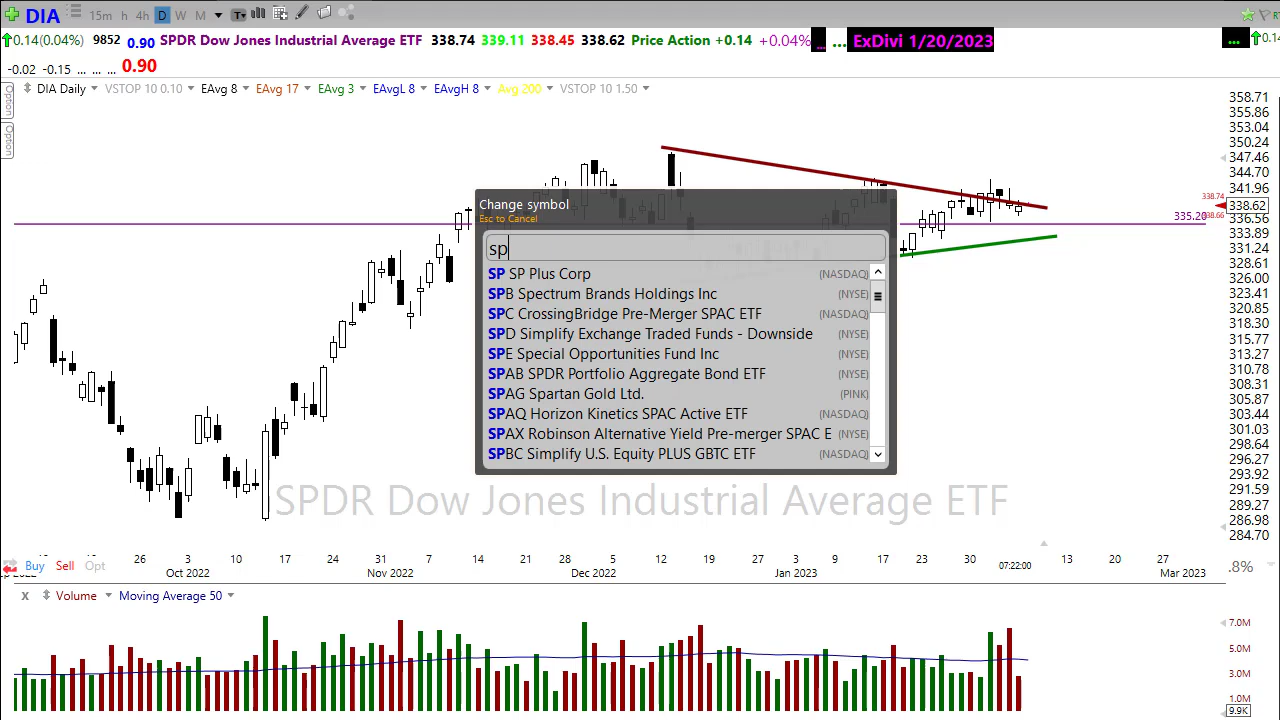 DIA 15m h 4h D W M T
0.14(0.04%) 9852 0.90 SPDR Dow Jones Industrial Average ETF 338.74 339.11 338.45 338.62 Price Action +0.14 +0.04% ... ... ExDivi 1/20/2023 ... 0.14
-0.02 -0.15 ... ... ... 0.90
Option
Option
DIA Daily VSTOP 10 0.10 EAvg 8 EAvg 17 EAvg 3 EAvgL 8 EAvgH 8 Avg 200 VSTOP 10 1.50
358.71
355.86
353.04
350.24
347.46
344.70
341.96
338.74
338.62
335.20
338.66
336.56
333.89
331.24
328.61
326.00
323.41
320.85
318.30
315.77
313.27
310.78
308.31
305.87
303.44
301.03
298.64
296.27
293.92
291.59
289.27
286.98
284.70
Change symbol
Esc to Cancel
sp
SP SP Plus Corp (NASDAQ)
SPB Spectrum Brands Holdings Inc (NYSE)
SPC CrossingBridge Pre-Merger SPAC ETF (NASDAQ)
SPD Simplify Exchange Traded Funds - Downside (NYSE)
SPE Special Opportunities Fund Inc (NYSE)
SPAB SPDR Portfolio Aggregate Bond ETF (NYSE)
SPAG Spartan Gold Ltd. (PINK)
SPAQ Horizon Kinetics SPAC Active ETF (NASDAQ)
SPAX Robinson Alternative Yield Pre-merger SPAC E (NYSE)
SPBC Simplify U.S. Equity PLUS GBTC ETF (NASDAQ)
SPDR Dow Jones Industrial Average ETF
26 3 10 17 24 31 7 14 21 28 5 12 19 27 3 9 17 23 30 07:22:00 13 20 27
Buy Sell Opt .8%
Oct 2022 Nov 2022 Dec 2022 Jan 2023 Mar 2023
x Volume Moving Average 50
7.0M
5.0M
3.0M
1.0M
9.9K